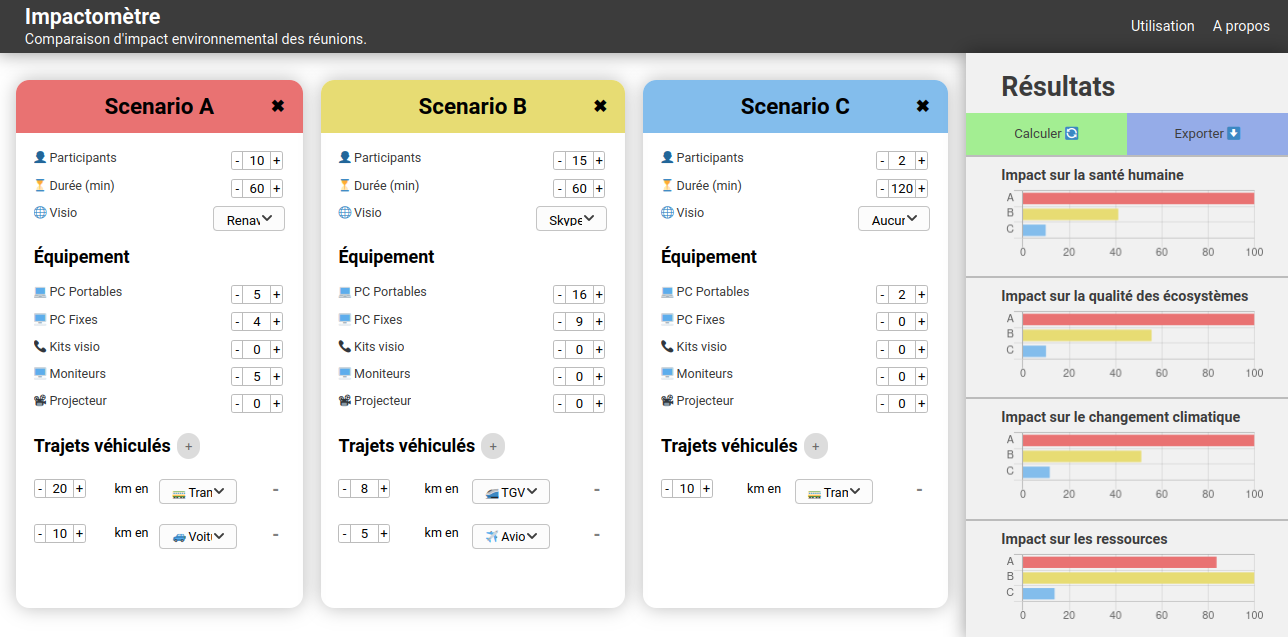 Impactomètre
Comparaison d'impact environnemental des réunions.
Utilisation A propos
Scenario A ✖
Participants - 10 +
Durée (min) - 60 +
Visio Renav
Équipement
PC Portables - 5 +
PC Fixes - 4 +
Kits visio - 0 +
Moniteurs - 5 +
Projecteur - 0 +
Trajets véhiculés +
- 20 + km en Tran -
- 10 + km en Voitu -
Scenario B ✖
Participants - 15 +
Durée (min) - 60 +
Visio Skype
Équipement
PC Portables - 16 +
PC Fixes - 9 +
Kits visio - 0 +
Moniteurs - 0 +
Projecteur - 0 +
Trajets véhiculés +
- 8 + km en TGV -
- 5 + km en Avio -
Scenario C ✖
Participants - 2 +
Durée (min) - 120 +
Visio Aucun
Équipement
PC Portables - 2 +
PC Fixes - 0 +
Kits visio - 0 +
Moniteurs - 0 +
Projecteur - 0 +
Trajets véhiculés +
- 10 + km en Tran -
Résultats
Calculer Exporter
Impact sur la santé humaine
A
B
C
0 20 40 60 80 100
Impact sur la qualité des écosystèmes
A
B
C
0 20 40 60 80 100
Impact sur le changement climatique
A
B
C
0 20 40 60 80 100
Impact sur les ressources
A
B
C
0 20 40 60 80 100